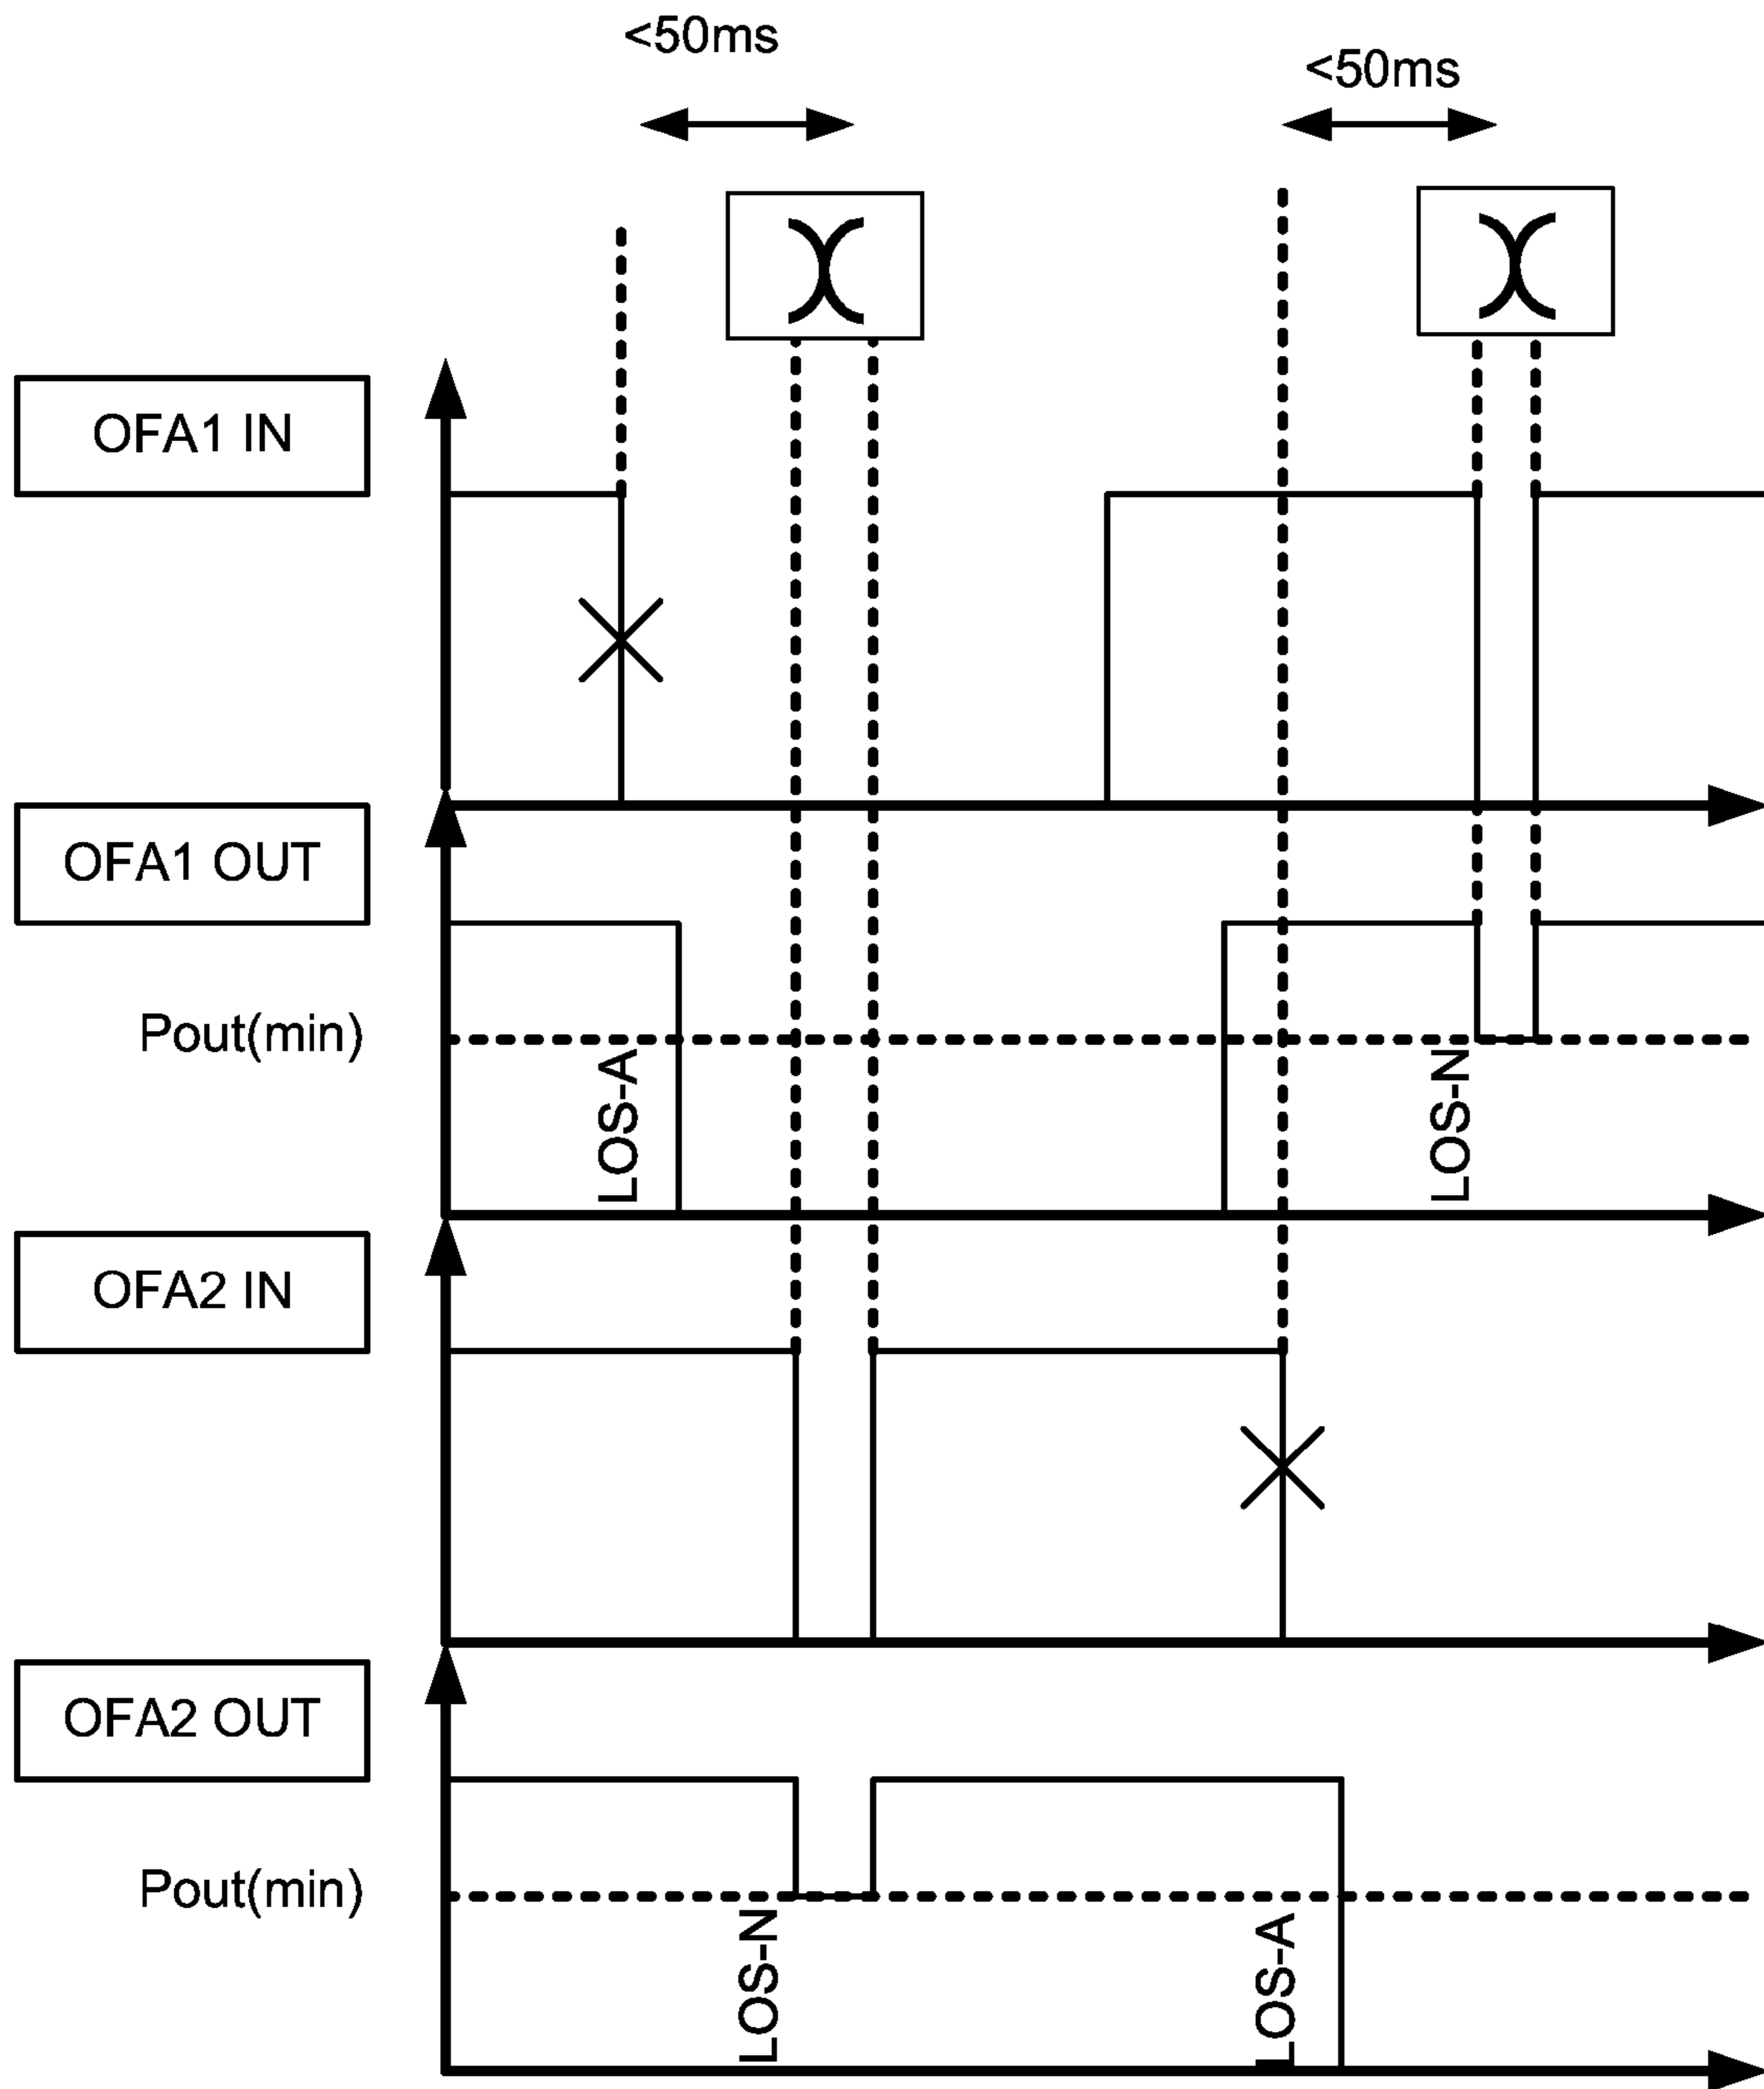 <50ms
<50ms
OFA1 IN
OFA1 OUT
Pout(min)
LOS-A
LOS-N
OFA2 IN
OFA2 OUT
Pout(min)
LOS-N
LOS-A